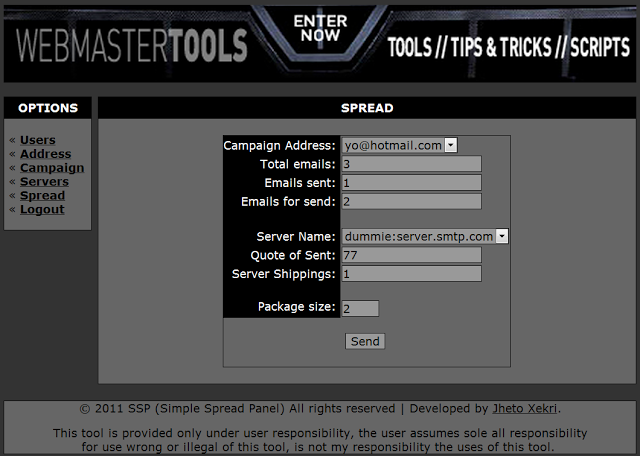 WEBMASTERTOOLS
ENTER
NOW
TOOLS // TIPS & TRICKS // SCRIPTS
OPTIONS
« Users
« Address
« Campaign
« Servers
« Spread
« Logout
SPREAD
Campaign Address: yo@hotmail.com
Total emails: 3
Emails sent: 1
Emails for send: 2
Server Name: dummie:server.smtp.com
Quote of Sent: 77
Server Shippings: 1
Package size: 2
Send
© 2011 SSP (Simple Spread Panel) All rights reserved | Developed by Jheto Xekri.
This tool is provided only under user responsibility, the user assumes sole all responsibility
for use wrong or illegal of this tool, is not my responsibility the uses of this tool.